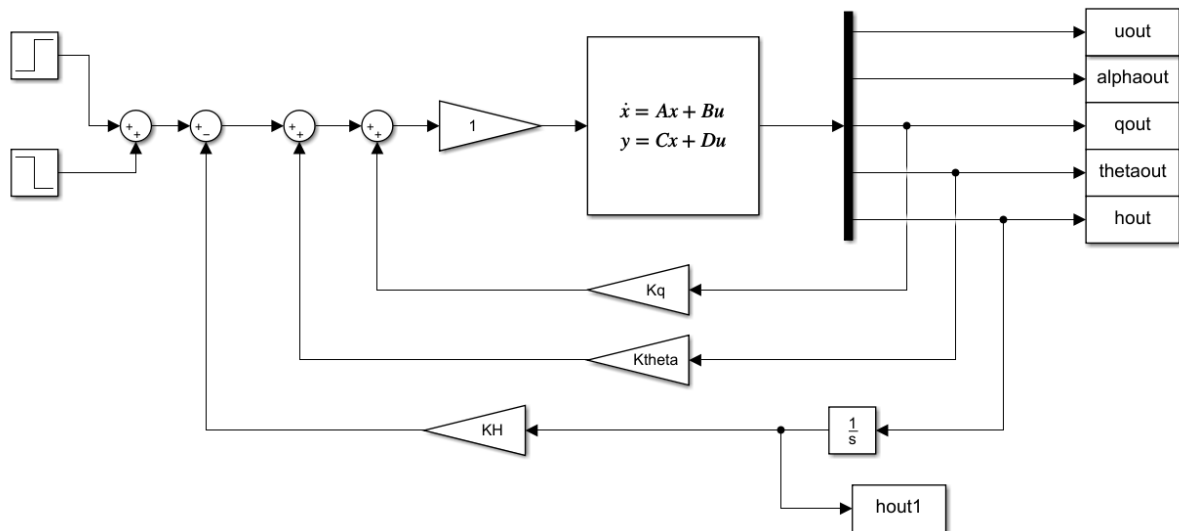 uout
alphaout
qout
thetaout
hout
+
+
+
−
+
+
+
+
1
ẋ = Ax + Bu
y = Cx + Du
Kq
Ktheta
KH
1
s
hout1